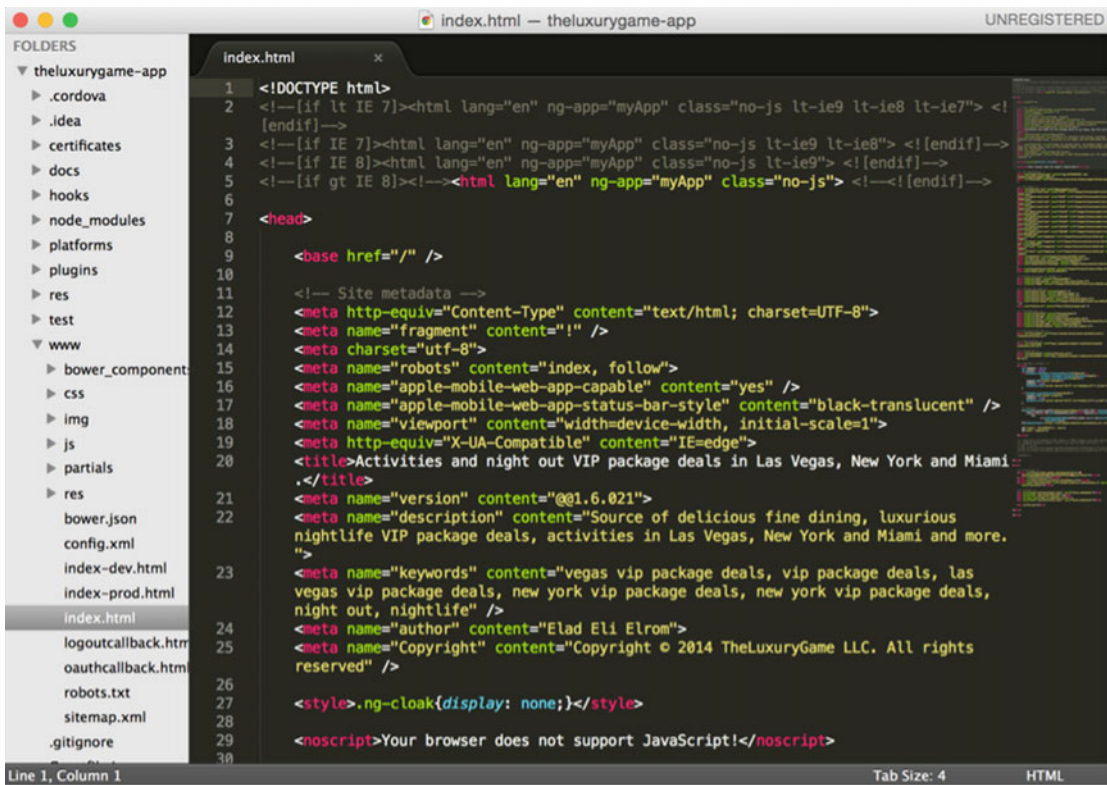 index.html — theluxurygame-app
UNREGISTERED
FOLDERS
theluxurygame-app
.cordova
.idea
certificates
docs
hooks
node_modules
platforms
plugins
res
test
www
bower_component
css
img
js
partials
res
bower.json
config.xml
index-dev.html
index-prod.html
index.html
logoutcallback.htm
oauthcallback.html
robots.txt
sitemap.xml
.gitignore
index.html ×
1 <!DOCTYPE html>
2 <!--[if lt IE 7]><html lang="en" ng-app="myApp" class="no-js lt-ie9 lt-ie8 lt-ie7"> <!
[endif]-->
3 <!--[if IE 7]><html lang="en" ng-app="myApp" class="no-js lt-ie9 lt-ie8"> <![endif]-->
4 <!--[if IE 8]><html lang="en" ng-app="myApp" class="no-js lt-ie9"> <![endif]-->
5 <!--[if gt IE 8]><!--><html lang="en" ng-app="myApp" class="no-js"> <!--<![endif]-->
6
7 <head>
8
9 <base href="/" />
10
11 <!-- Site metadata -->
12 <meta http-equiv="Content-Type" content="text/html; charset=UTF-8">
13 <meta name="fragment" content="!" />
14 <meta charset="utf-8">
15 <meta name="robots" content="index, follow">
16 <meta name="apple-mobile-web-app-capable" content="yes" />
17 <meta name="apple-mobile-web-app-status-bar-style" content="black-translucent" />
18 <meta name="viewport" content="width=device-width, initial-scale=1">
19 <meta http-equiv="X-UA-Compatible" content="IE=edge">
20 <title>Activities and night out VIP package deals in Las Vegas, New York and Miami
.</title>
21 <meta name="version" content="@@1.6.021">
22 <meta name="description" content="Source of delicious fine dining, luxurious
nightlife VIP package deals, activities in Las Vegas, New York and Miami and more.
">
23 <meta name="keywords" content="vegas vip package deals, vip package deals, las
vegas vip package deals, new york vip package deals, new york vip package deals,
night out, nightlife" />
24 <meta name="author" content="Elad Eli Elrom">
25 <meta name="Copyright" content="Copyright © 2014 TheLuxuryGame LLC. All rights
reserved" />
26
27 <style>.ng-cloak{display: none;}</style>
28
29 <noscript>Your browser does not support JavaScript!</noscript>
30
Line 1, Column 1
Tab Size: 4
HTML